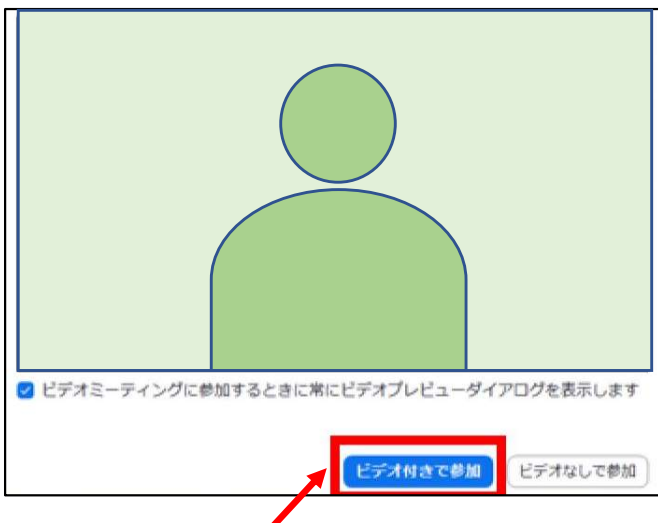 ビデオミーティングに参加するときに常にビデオプレビューダイアログを表示します
ビデオ付きで参加
ビデオなしで参加